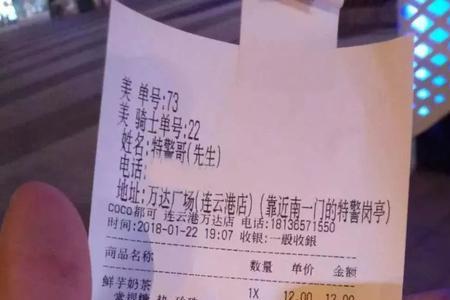 美 单号:73
美 骑士单号:22
姓名:特警哥(先生)
电话:
地址:万达广场(连云港店)(靠近南一门的特警岗亭)
coco都可 连云港万达店 电话:18136571550
时间:2018-01-22 19:07 收银:一般收銀
商品名称 数量 单价 金额
鲜芋奶茶 1X 12.00 12.00